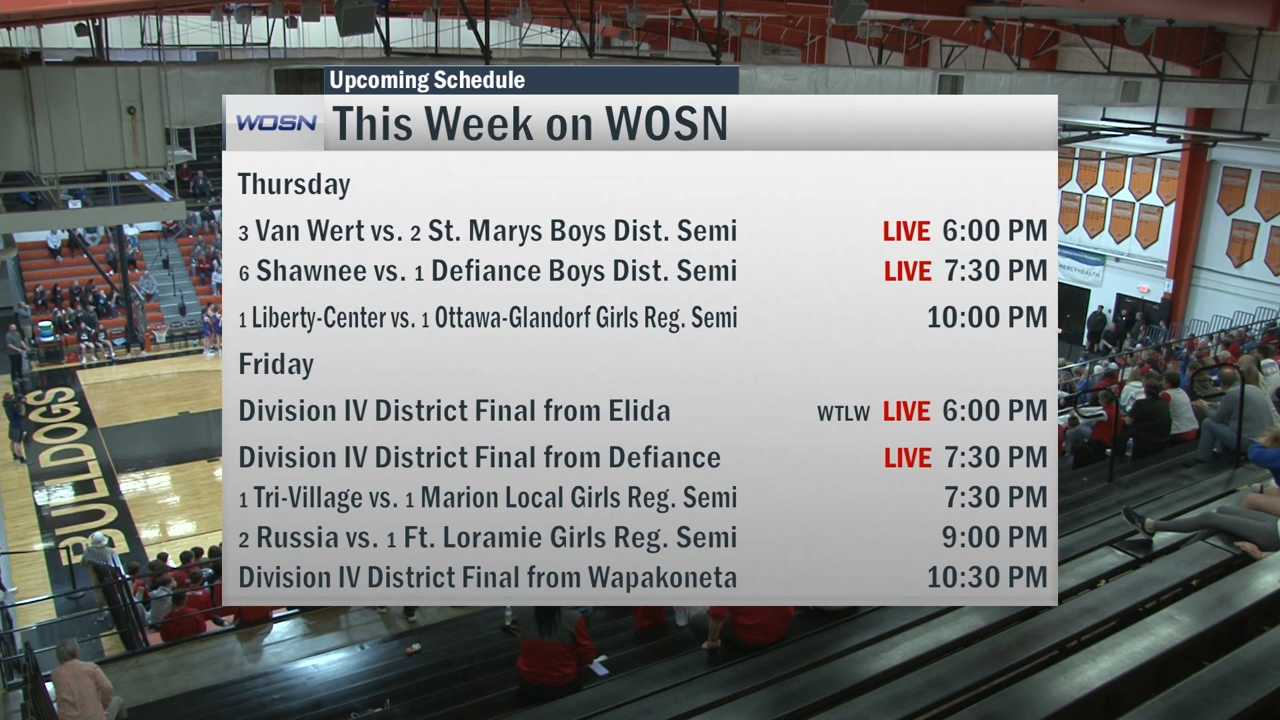 Upcoming Schedule
WOSN This Week on WOSN
Thursday
3 Van Wert vs. 2 St. Marys Boys Dist. Semi LIVE 6:00 PM
6 Shawnee vs. 1 Defiance Boys Dist. Semi LIVE 7:30 PM
1 Liberty-Center vs. 1 Ottawa-Glandorf Girls Reg. Semi 10:00 PM
Friday
Division IV District Final from Elida WTLW LIVE 6:00 PM
Division IV District Final from Defiance LIVE 7:30 PM
1 Tri-Village vs. 1 Marion Local Girls Reg. Semi 7:30 PM
2 Russia vs. 1 Ft. Loramie Girls Reg. Semi 9:00 PM
Division IV District Final from Wapakoneta 10:30 PM
BULLDOGS